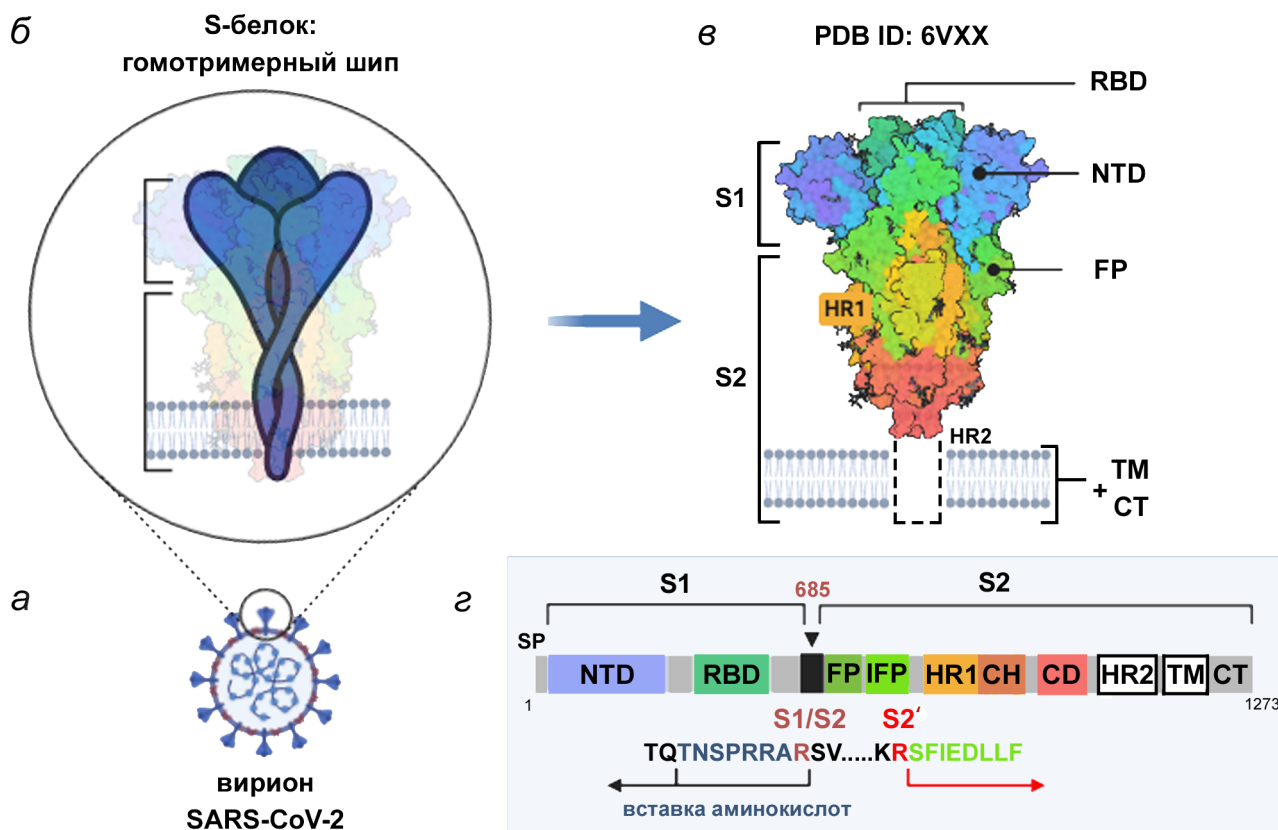 б
S-белок:
гомотримерный шип
в
PDB ID: 6VXX
RBD
S1
NTD
FP
HR1
S2
HR2
TM
+
CT
а
вирион
SARS-CoV-2
г
S1
685
S2
SP
NTD
RBD
FP
IFP
HR1
CH
CD
HR2
TM
CT
1
1273
S1/S2
S2‘
TQTNSPRRARSV.....KRSFIEDLLF
вставка аминокислот